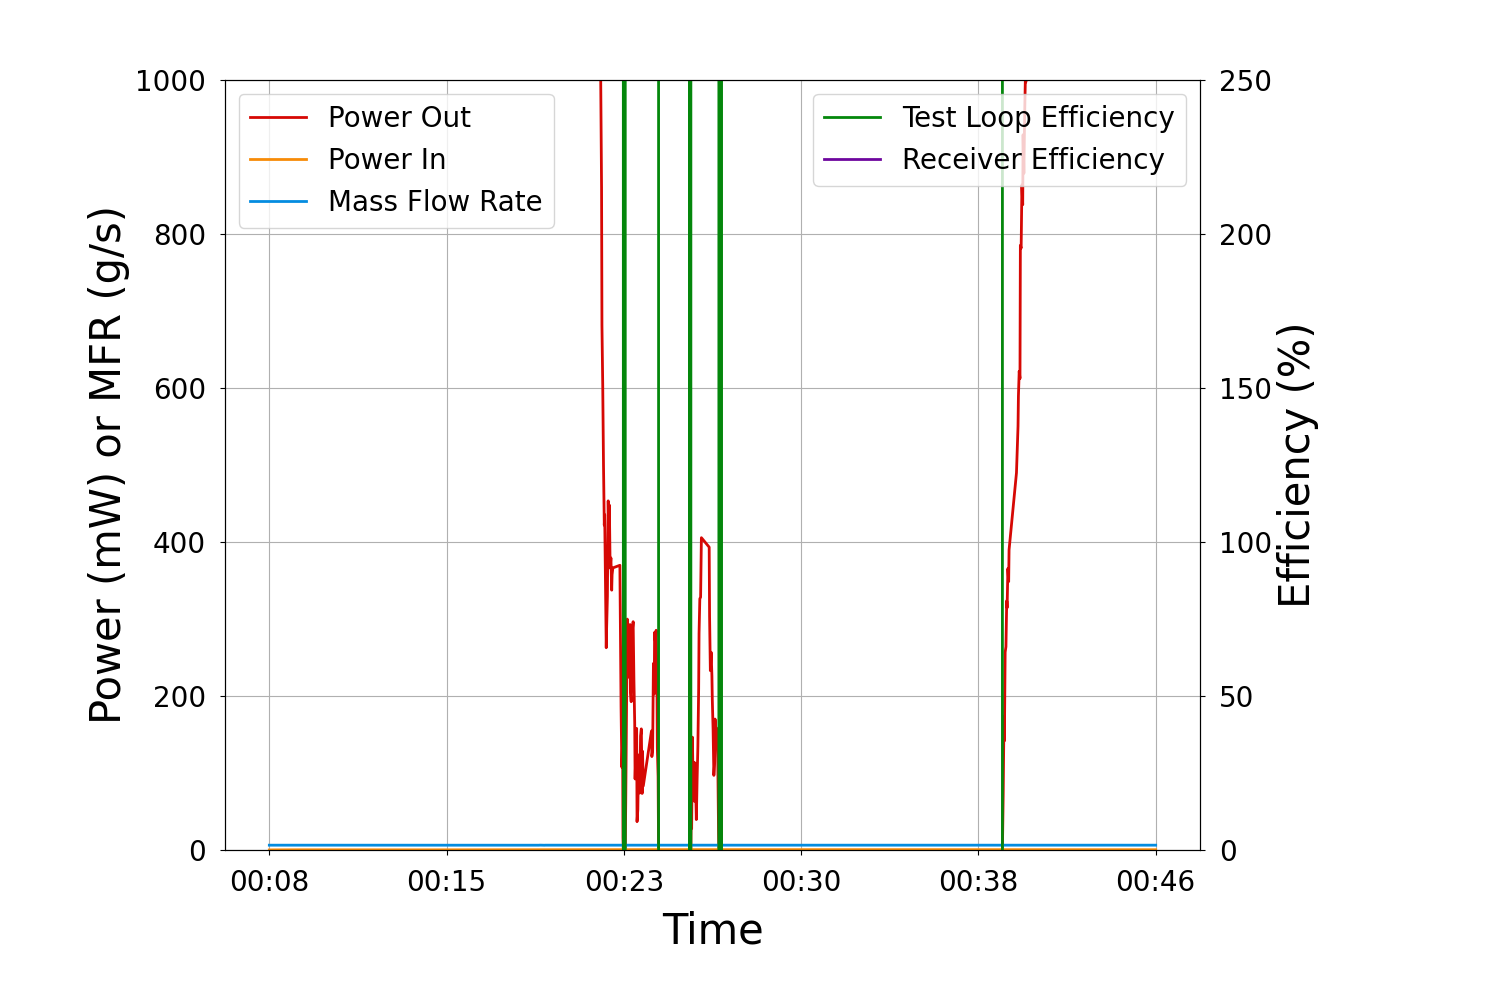 Power (mW) or MFR (g/s)
1000
800
600
400
200
0
Power Out
Power In
Mass Flow Rate
Test Loop Efficiency
Receiver Efficiency
250
200
150
100
50
0
Efficiency (%)
00:08 00:15 00:23 00:30 00:38 00:46
Time